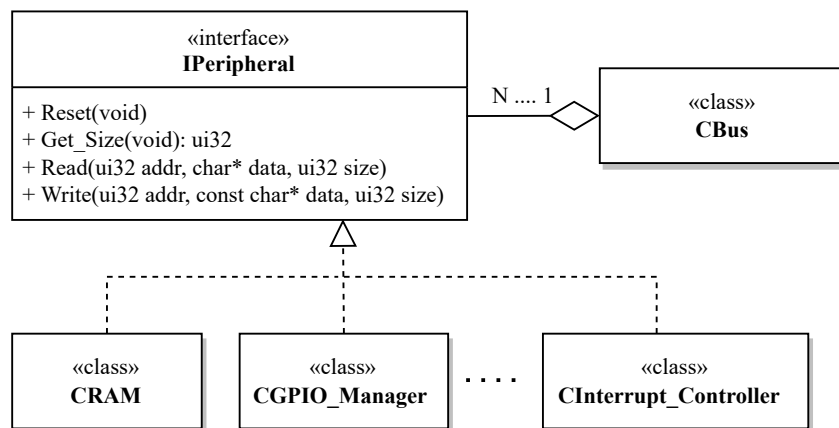 «interface»
IPeripheral
+ Reset(void)
+ Get_Size(void): ui32
+ Read(ui32 addr, char* data, ui32 size)
+ Write(ui32 addr, const char* data, ui32 size)
N .... 1
«class»
CBus
«class»
CRAM
«class»
CGPIO_Manager
....
«class»
CInterrupt_Controller